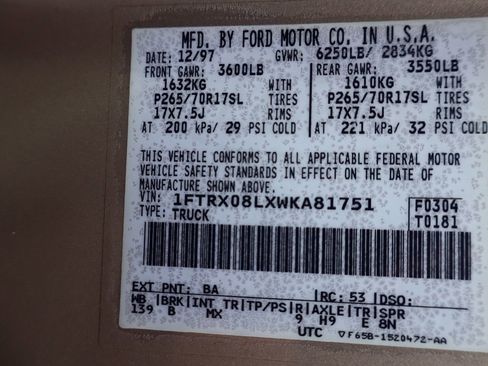 MFD. BY FORD MOTOR CO. IN U.S.A.
DATE: 12/97 GVWR: 6250LB/ 2834KG
FRONT GAWR: 3600LB REAR GAWR: 3550LB
1632KG WITH 1610KG WITH
P265/70R17SL TIRES P265/70R17SL TIRES
17X7.5J RIMS 17X7.5J RIMS
AT 200 kPa/ 29 PSI COLD AT 221 kPa/ 32 PSI COLD
THIS VEHICLE CONFORMS TO ALL APPLICABLE FEDERAL MOTOR
VEHICLE SAFETY STANDARDS IN EFFECT ON THE DATE OF
MANUFACTURE SHOWN ABOVE.
VIN: 1FTRX08LXWKA81751 F0304
TYPE: TRUCK T0181
EXT PNT: BA RC: 53 DSO:
WB BRK INT TR TP/PS R AXLE TR SPR
139 B MX 9 H9 E 8N
UTC F65B-1520472-AA